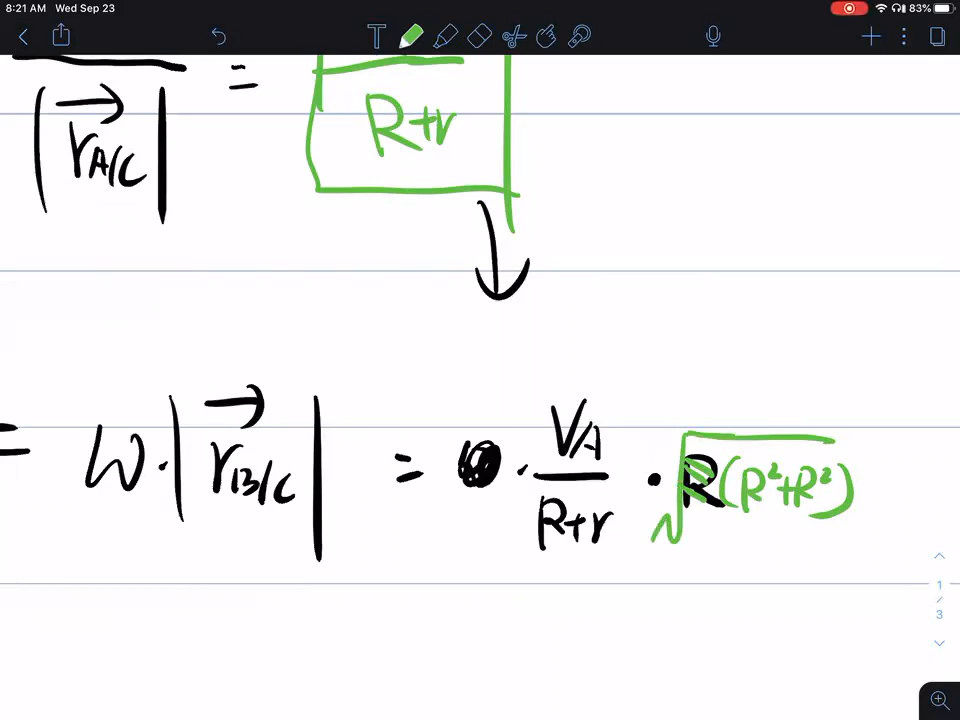 8:21 AM Wed Sep 23 83%
T
|r⃗A/C| = R+r
= W·|r⃗B/C| = · VA/R+r · √(R²+R²)
1
/
3